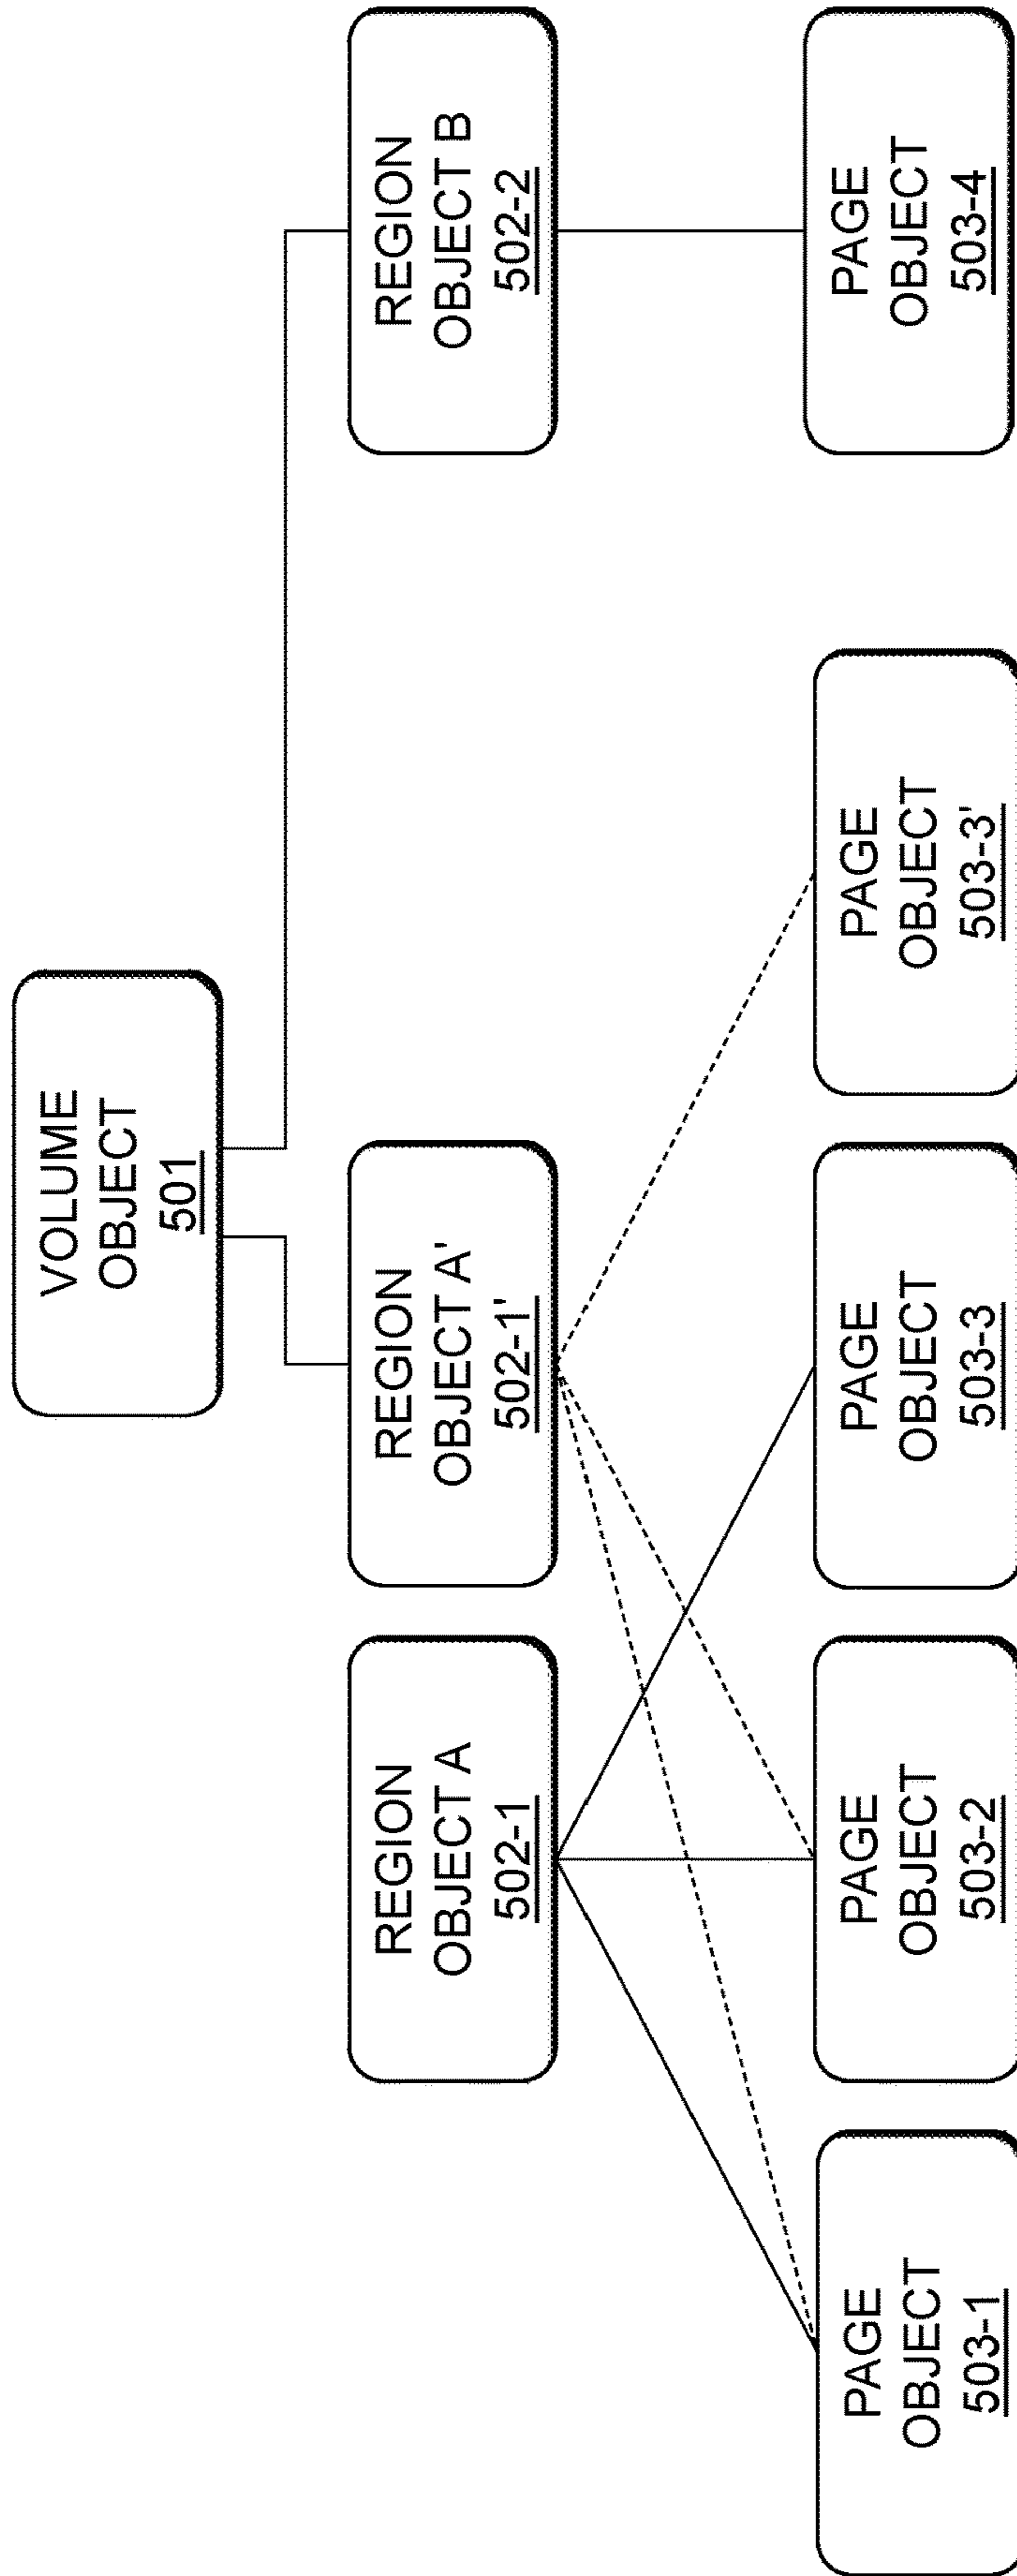 VOLUME
OBJECT
501
REGION
OBJECT A
502-1
REGION
OBJECT A'
502-1'
REGION
OBJECT B
502-2
PAGE
OBJECT
503-1
PAGE
OBJECT
503-2
PAGE
OBJECT
503-3
PAGE
OBJECT
503-3'
PAGE
OBJECT
503-4